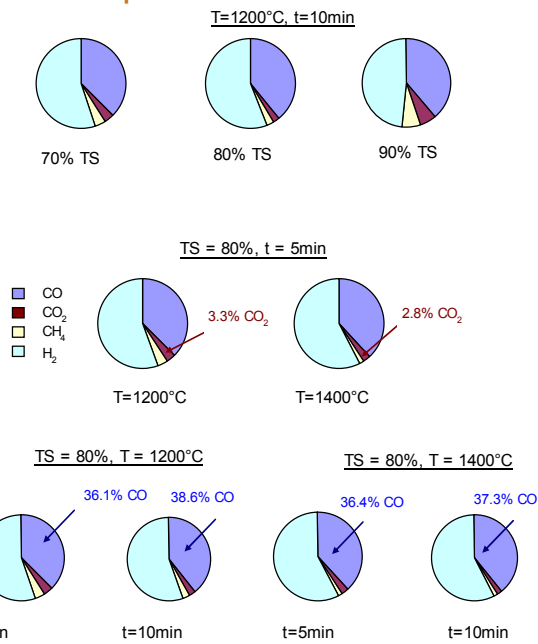 T=1200°C, t=10min
70% TS
80% TS
90% TS
TS = 80%, t = 5min
CO
CO2
CH4
H2
3.3% CO2
2.8% CO2
T=1200°C
T=1400°C
TS = 80%, T = 1200°C
TS = 80%, T = 1400°C
36.1% CO
38.6% CO
36.4% CO
37.3% CO
t=10min
t=5min
t=10min